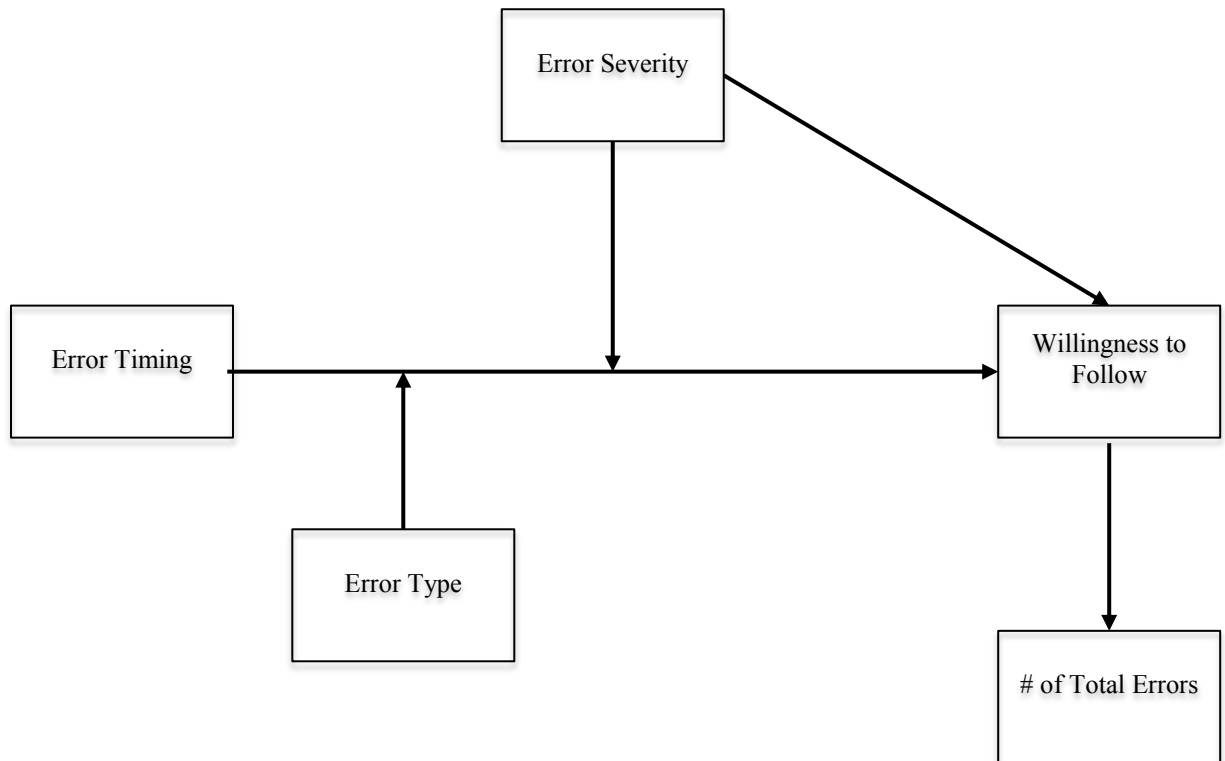 Error Severity
Error Timing
Willingness to
Follow
Error Type
# of Total Errors